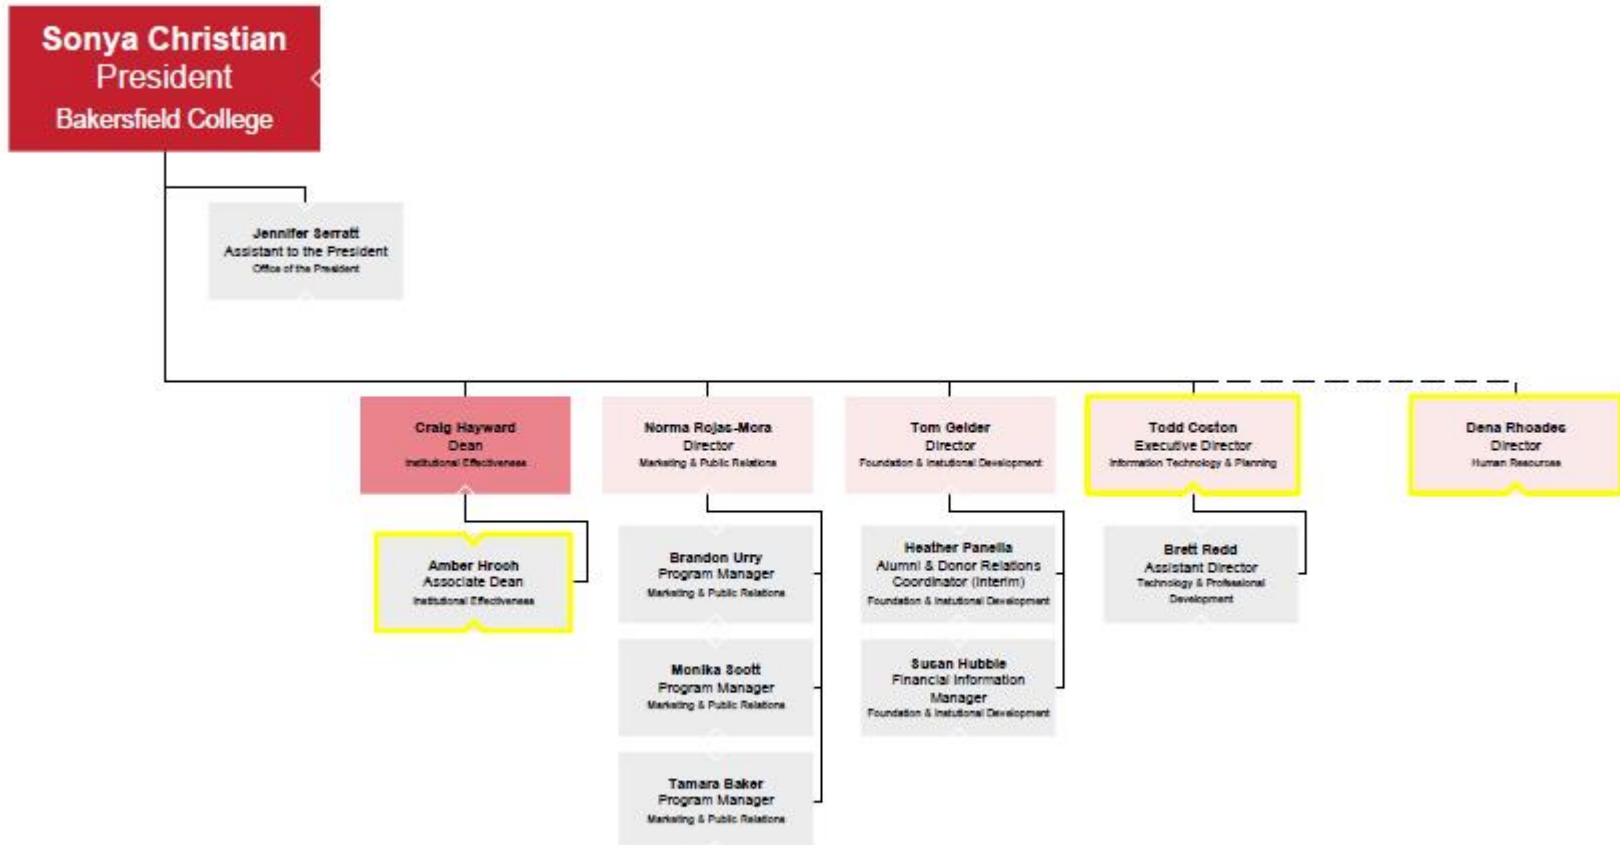 Sonya Christian
President
Bakersfield College
Jennifer Serratt
Assistant to the President
Office of the President
Craig Hayward
Dean
Institutional Effectiveness
Norma Rojas-Mora
Director
Marketing & Public Relations
Tom Gelder
Director
Foundation & Instutional Development
Todd Coston
Executive Director
Information Technology & Planning
Dena Rhoades
Director
Human Resources
Amber Hroch
Associate Dean
Institutional Effectiveness
Brandon Urry
Program Manager
Marketing & Public Relations
Heather Panella
Alumni & Donor Relations
Coordinator (Interim)
Foundation & Instutional Development
Brett Redd
Assistant Director
Technology & Professional
Development
Monika Scott
Program Manager
Marketing & Public Relations
Susan Hubble
Financial Information
Manager
Foundation & Instutional Development
Tamara Baker
Program Manager
Marketing & Public Relations